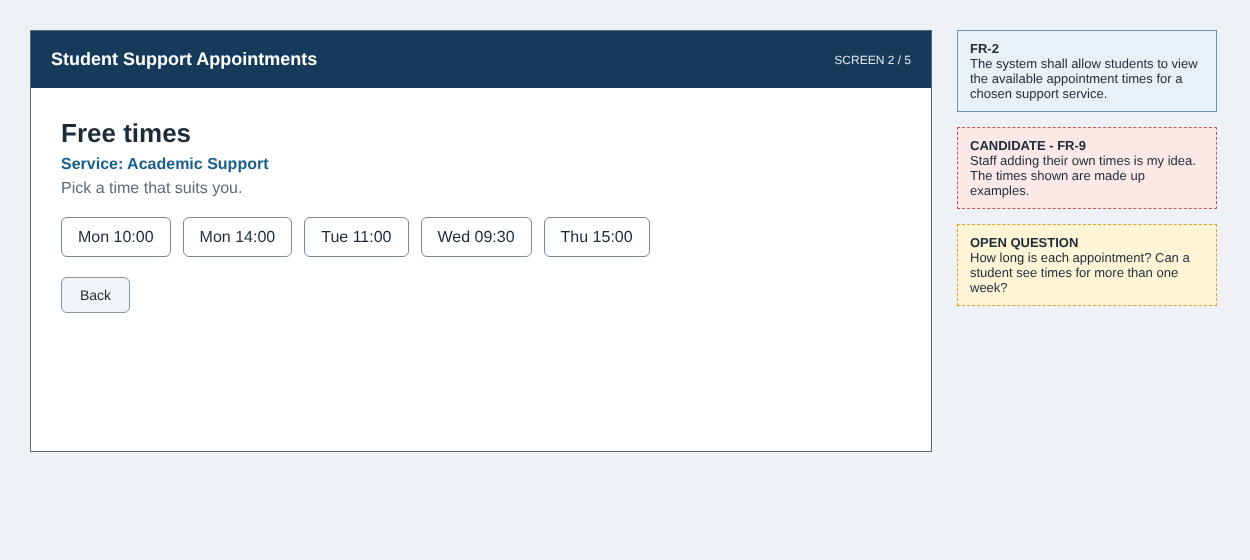 Student Support Appointments
SCREEN 2 / 5
Free times
Service: Academic Support
Pick a time that suits you.
Mon 10:00
Mon 14:00
Tue 11:00
Wed 09:30
Thu 15:00
Back
FR-2
The system shall allow students to view
the available appointment times for a
chosen support service.
CANDIDATE - FR-9
Staff adding their own times is my idea.
The times shown are made up
examples.
OPEN QUESTION
How long is each appointment? Can a
student see times for more than one
week?